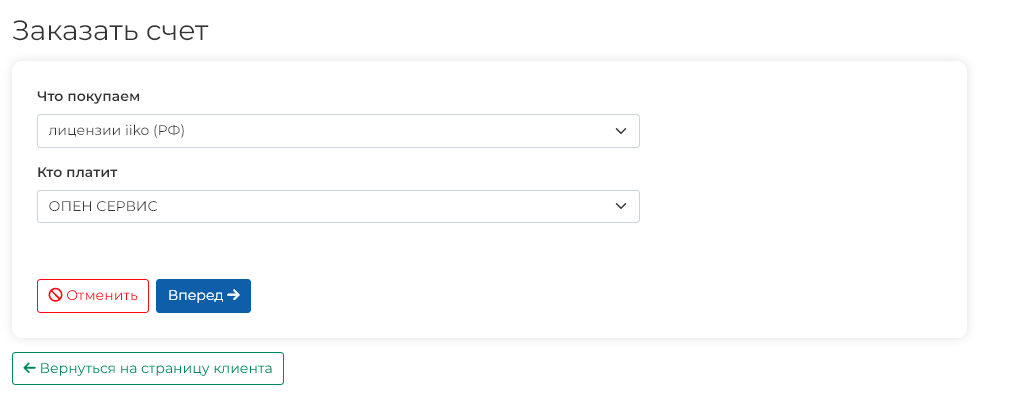 Заказать счет
Что покупаем
лицензии iiko (РФ)
Кто платит
ОПЕН СЕРВИС
Отменить Вперед →
← Вернуться на страницу клиента